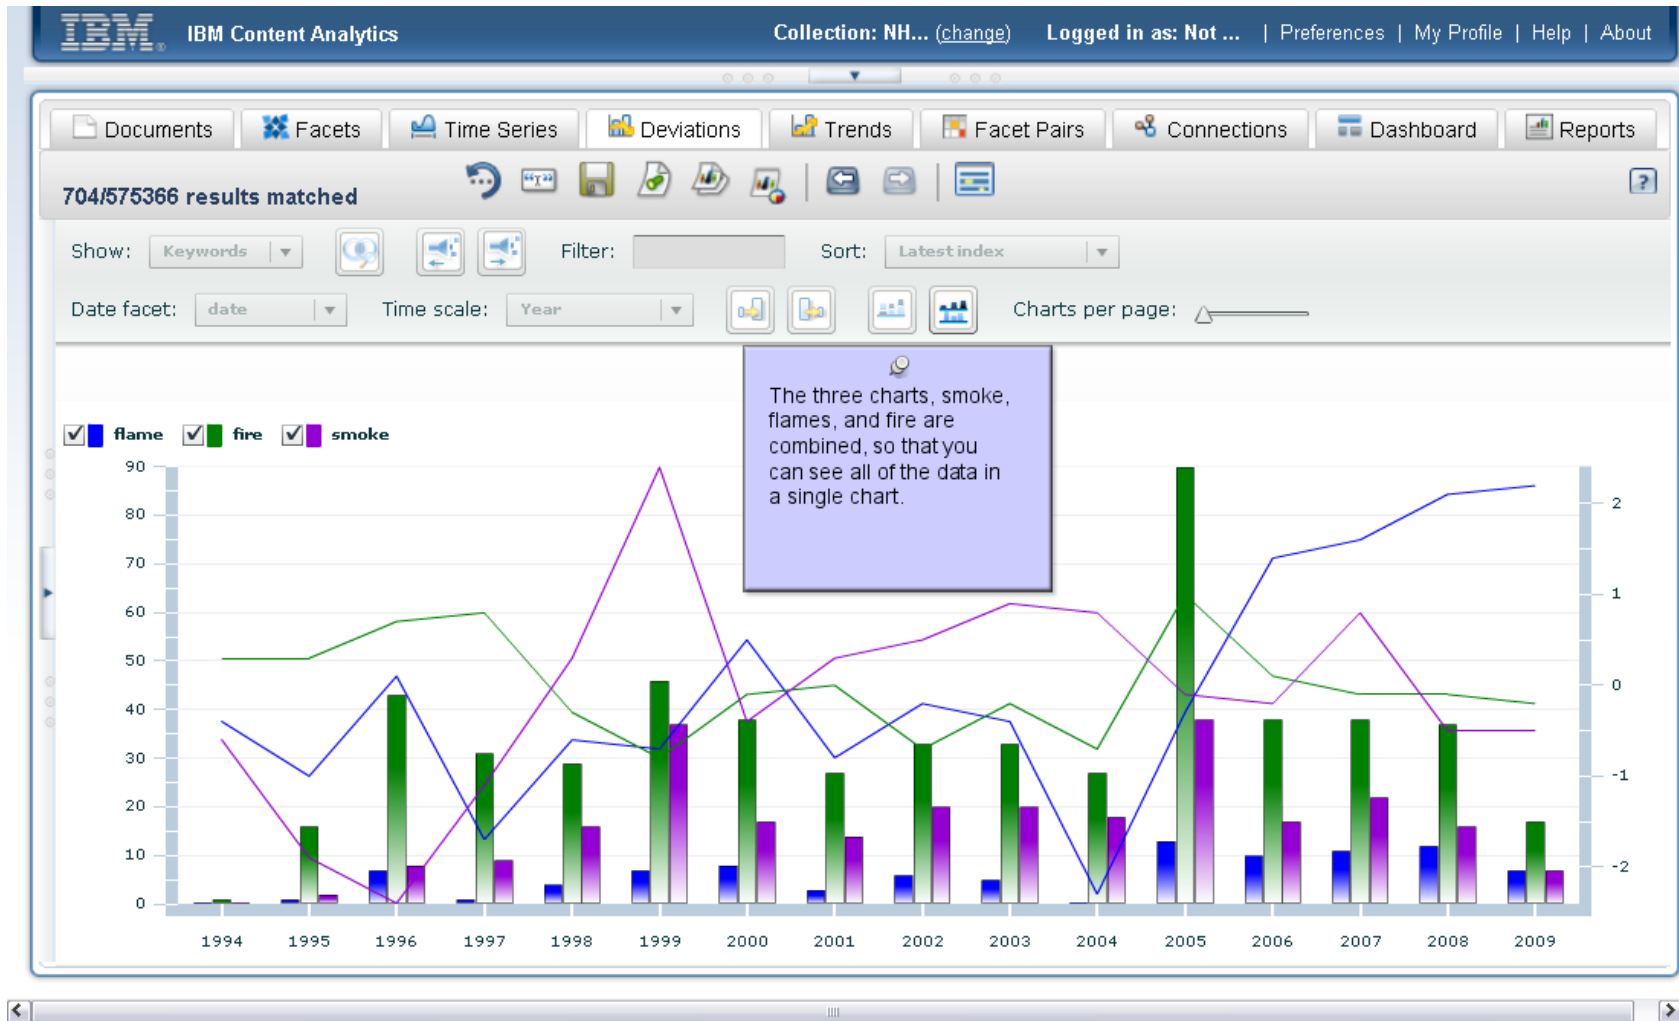 IBM® IBM Content Analytics Collection: NH... (change) Logged in as: Not ... | Preferences | My Profile | Help | About
Documents Facets Time Series Deviations Trends Facet Pairs Connections Dashboard Reports
704/575366 results matched "T" ?
Show: Keywords Filter: Sort: Latest index
Date facet: date Time scale: Year Charts per page:
The three charts, smoke,
flames, and fire are
combined, so that you
can see all of the data in
a single chart.
flame fire smoke
90
80
70
60
50
40
30
20
10
0
2
1
0
-1
-2
1994 1995 1996 1997 1998 1999 2000 2001 2002 2003 2004 2005 2006 2007 2008 2009